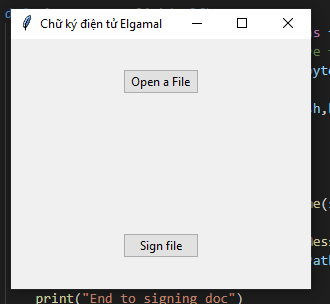 Chữ ký điện tử Elgamal
Open a File
Sign file
print("End to signing doc")